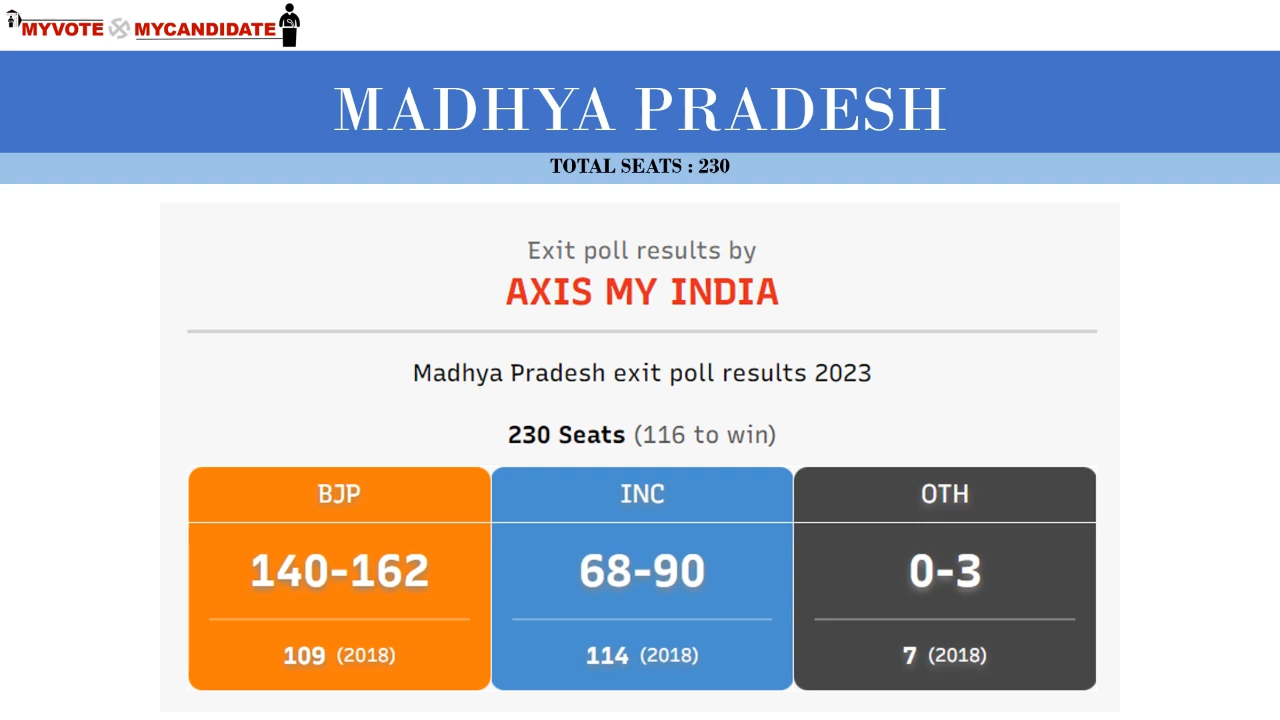 MYVOTE MYCANDIDATE
MADHYA PRADESH
TOTAL SEATS : 230
Exit poll results by
AXIS MY INDIA
Madhya Pradesh exit poll results 2023
230 Seats (116 to win)
BJP INC OTH
140-162 68-90 0-3
109 (2018) 114 (2018) 7 (2018)